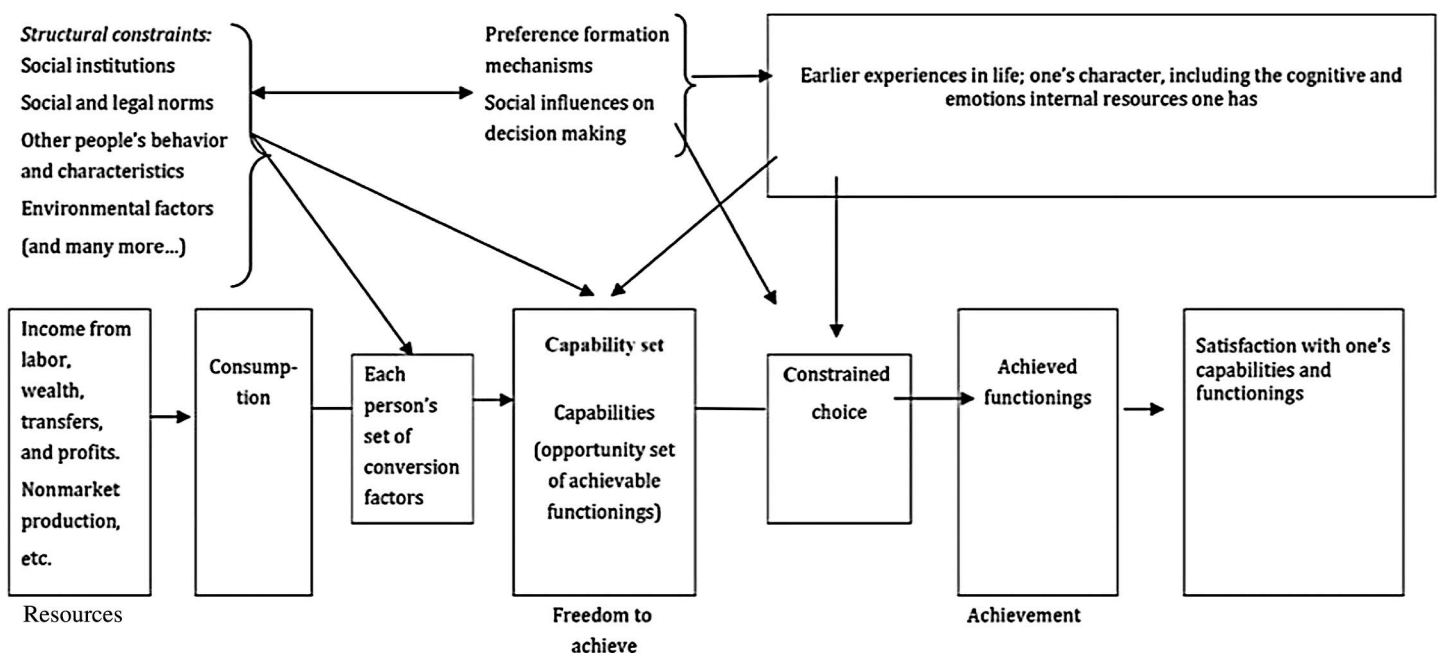 Structural constraints:
Social institutions
Social and legal norms
Other people's behavior
and characteristics
Environmental factors
(and many more...)
Preference formation
mechanisms
Social influences on
decision making
Earlier experiences in life; one's character, including the cognitive and
emotions internal resources one has
Income from
labor,
wealth,
transfers,
and profits.
Nonmarket
production,
etc.
Resources
Consump-
tion
Each
person's
set of
conversion
factors
Capability set
Capabilities
(opportunity set
of achievable
functionings)
Freedom to
achieve
Constrained
choice
Achieved
functionings
Achievement
Satisfaction with one's
capabilities and
functionings